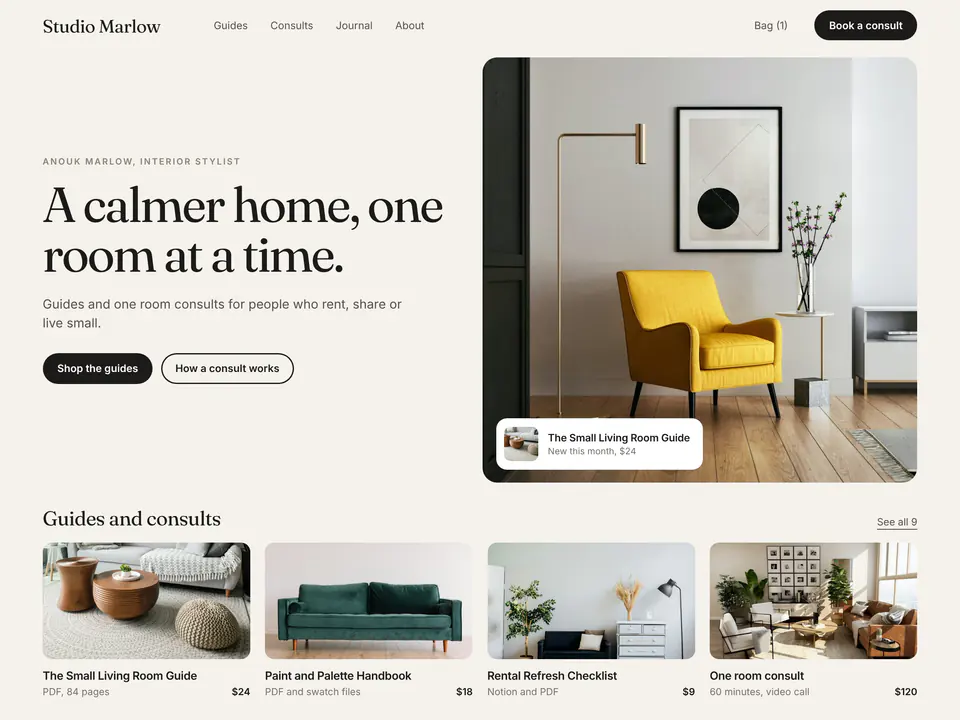 Studio Marlow
Guides
Consults
Journal
About
Bag (1)
Book a consult
ANOUK MARLOW, INTERIOR STYLIST
A calmer home, one
room at a time.
Guides and one room consults for people who rent, share or
live small.
Shop the guides
How a consult works
The Small Living Room Guide
New this month, $24
Guides and consults
See all 9
The Small Living Room Guide
PDF, 84 pages
$24
Paint and Palette Handbook
PDF and swatch files
$18
Rental Refresh Checklist
Notion and PDF
$9
One room consult
60 minutes, video call
$120